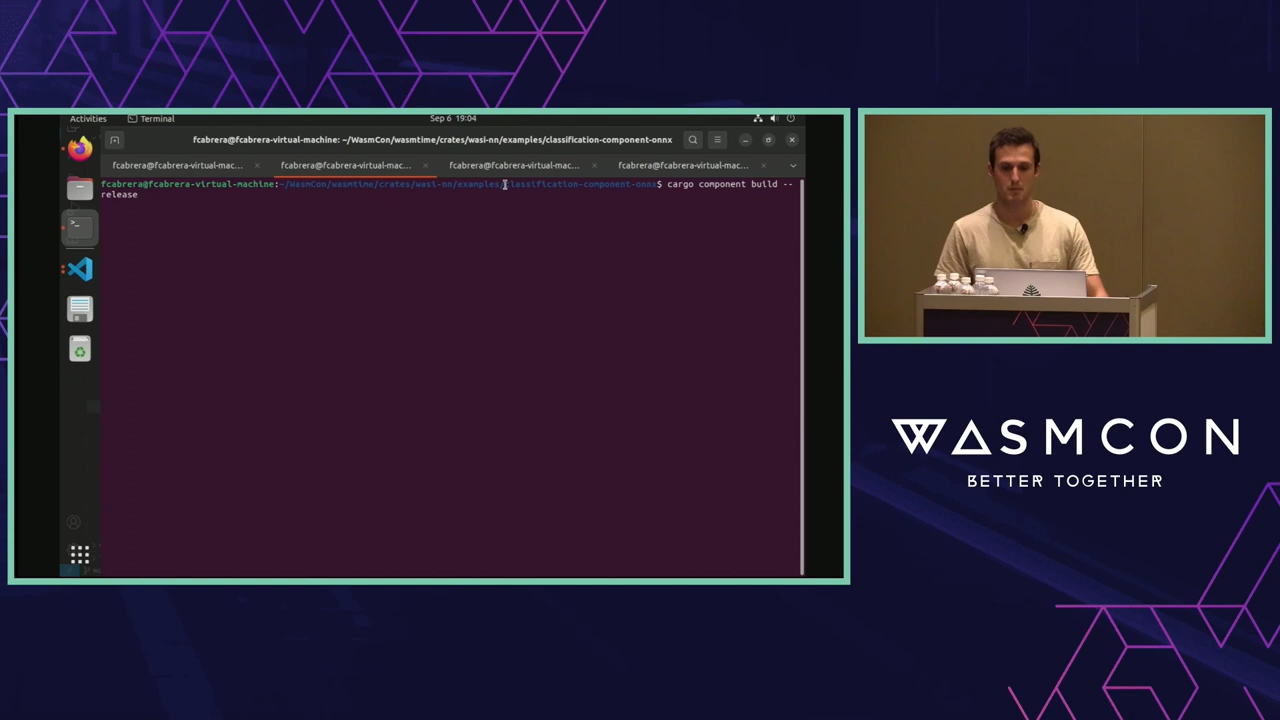 Activities
Terminal
Sep 6 19:04
fcabrera@fcabrera-virtual-machine: ~/WasmCon/wasmtime/crates/wasi-nn/examples/classification-component-onnx
fcabrera@fcabrera-virtual-mac...
fcabrera@fcabrera-virtual-mac...
fcabrera@fcabrera-virtual-mac...
fcabrera@fcabrera-virtual-mac...
fcabrera@fcabrera-virtual-machine:~/WasmCon/wasmtime/crates/wasi-nn/examples/classification-component-onnx$ cargo component build --
release
WASMCON
BETTER TOGETHER